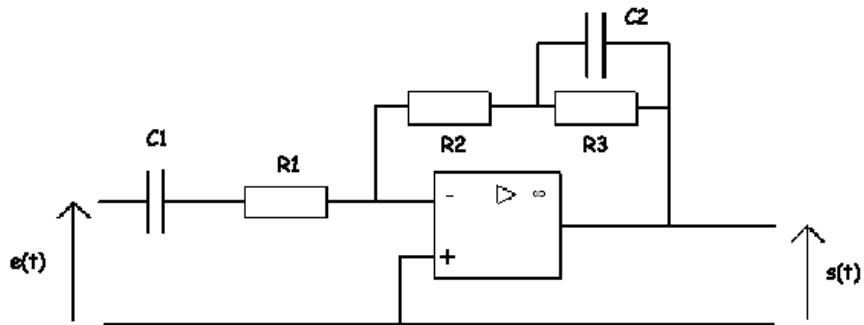 C2
R2
R3
C1
R1
- ▷ ∞
+
e(t)
s(t)